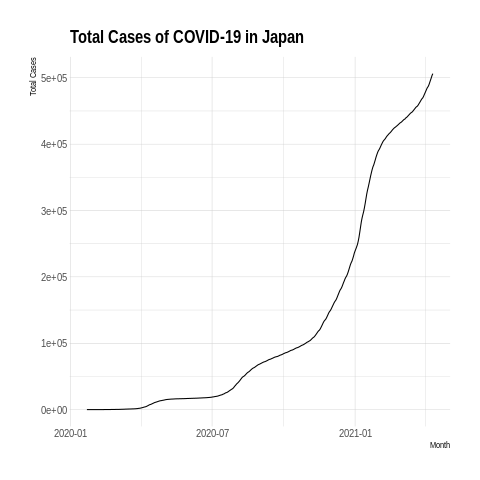 Total Cases of COVID-19 in Japan
Total Cases
5e+05
4e+05
3e+05
2e+05
1e+05
0e+00
2020-01
2020-07
2021-01
Month